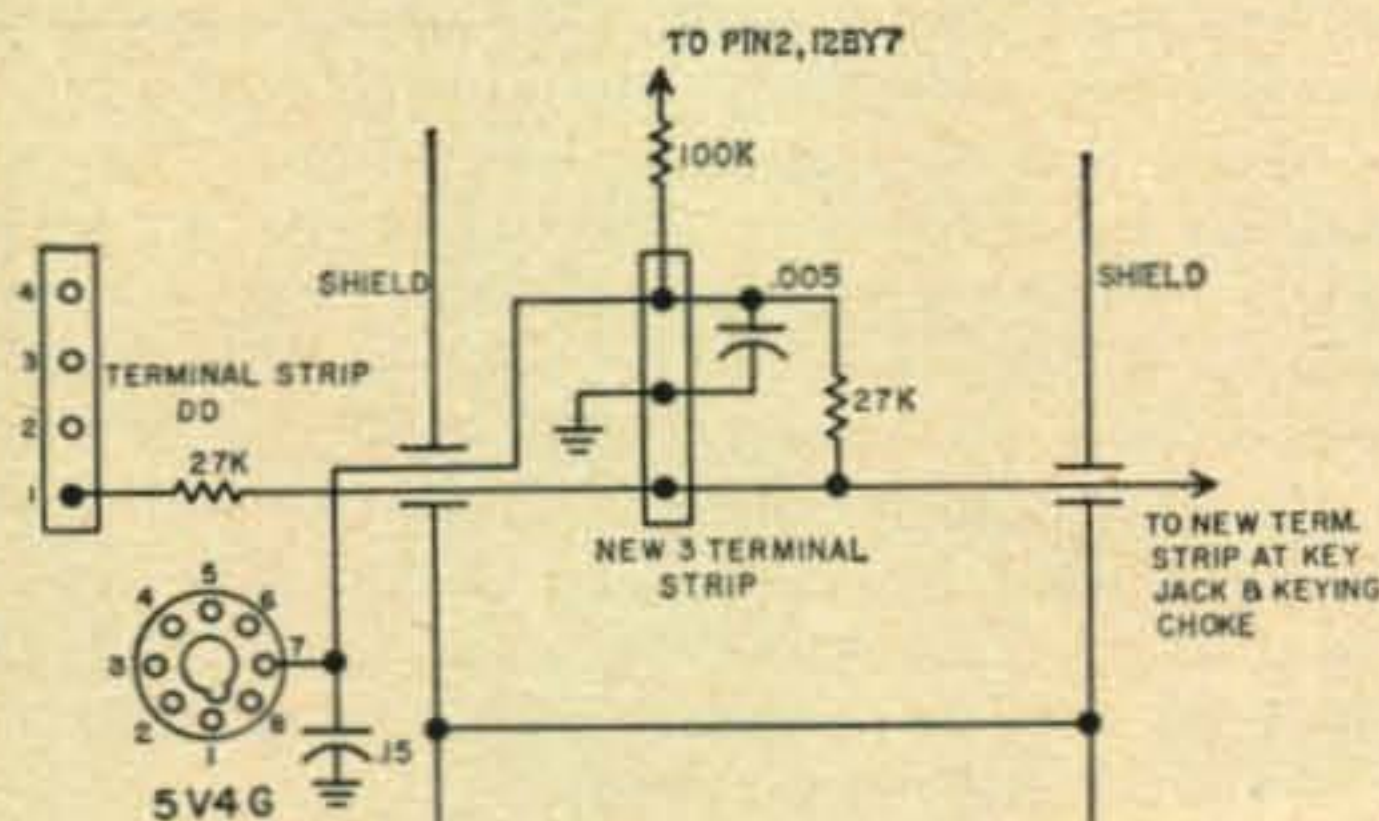 TO PIN2, 12BY7
100K
SHIELD
.005
SHIELD
4
3
2
1
TERMINAL STRIP
DD
27K
27K
NEW 3 TERMINAL
STRIP
TO NEW TERM.
STRIP AT KEY
JACK & KEYING
CHOKE
5
4
6
3
7
2
8
1
.15
5V4G